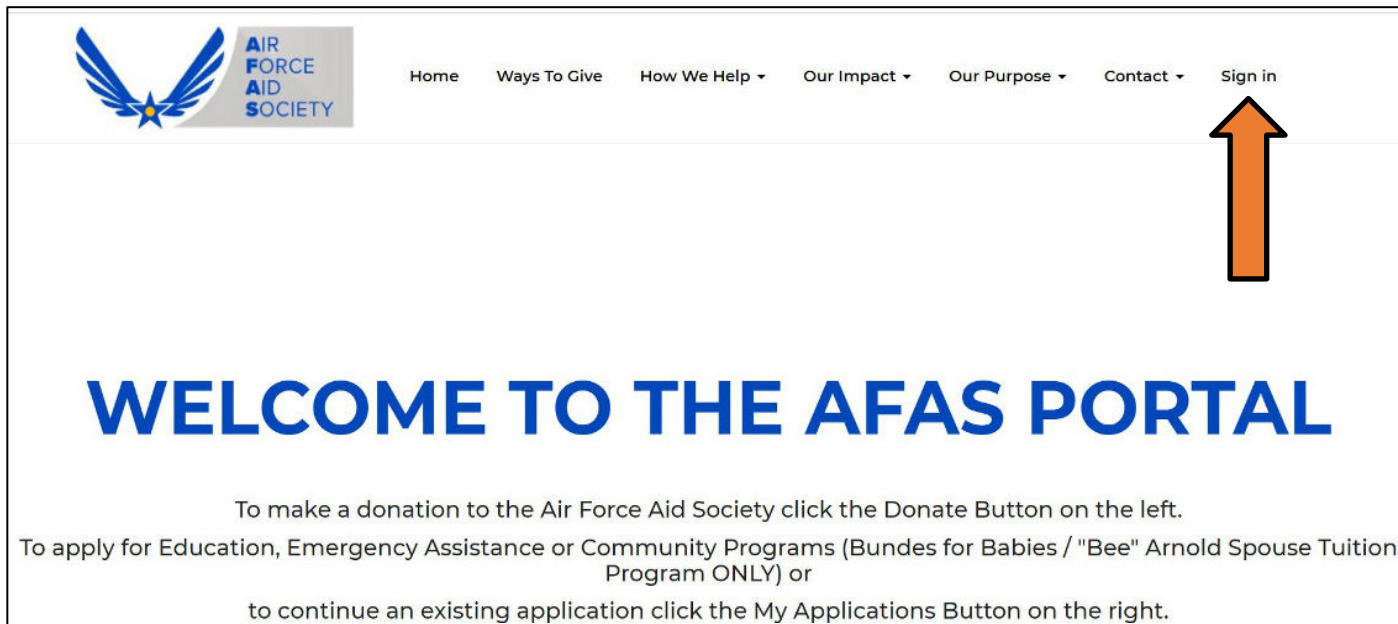 AIR
FORCE
AID
SOCIETY
Home Ways To Give How We Help Our Impact Our Purpose Contact Sign in
WELCOME TO THE AFAS PORTAL
To make a donation to the Air Force Aid Society click the Donate Button on the left.
To apply for Education, Emergency Assistance or Community Programs (Bundes for Babies / "Bee" Arnold Spouse Tuition
Program ONLY) or
to continue an existing application click the My Applications Button on the right.